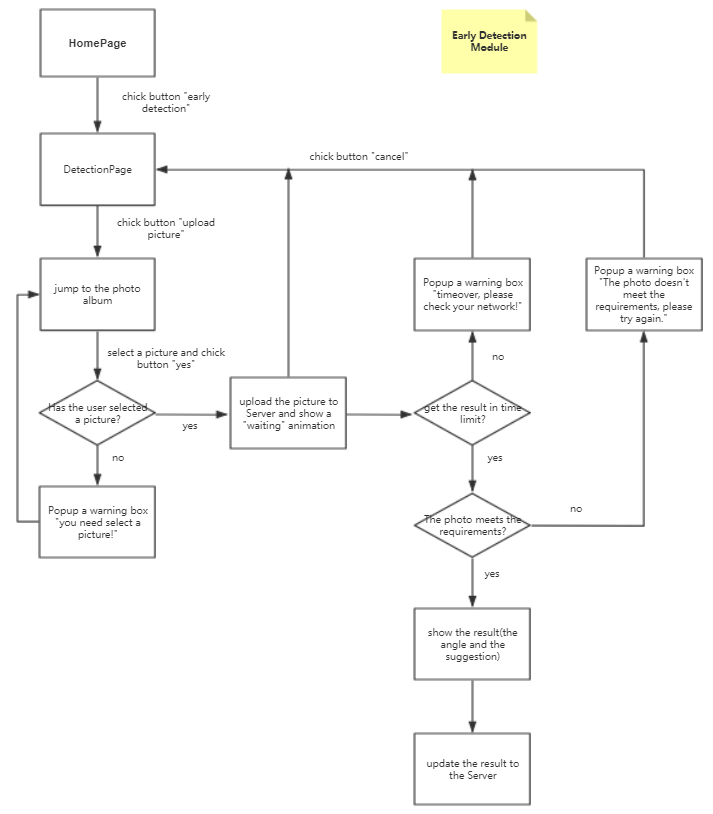 HomePage
Early Detection
Module
chick button "early
detection"
DetectionPage
chick button "cancel"
chick button "upload
picture"
jump to the photo
album
Popup a warning box
"timeover, please
check your network!"
Popup a warning box
"The photo doesn't
meet the
requirements, please
try again."
select a picture and chick
button "yes"
no
Has the user selected
a picture?
yes
upload the picture to
Server and show a
"waiting" animation
get the result in time
limit?
no
yes
Popup a warning box
"you need select a
picture!"
The photo meets the
requirements?
no
yes
show the result(the
angle and the
suggestion)
update the result to
the Server